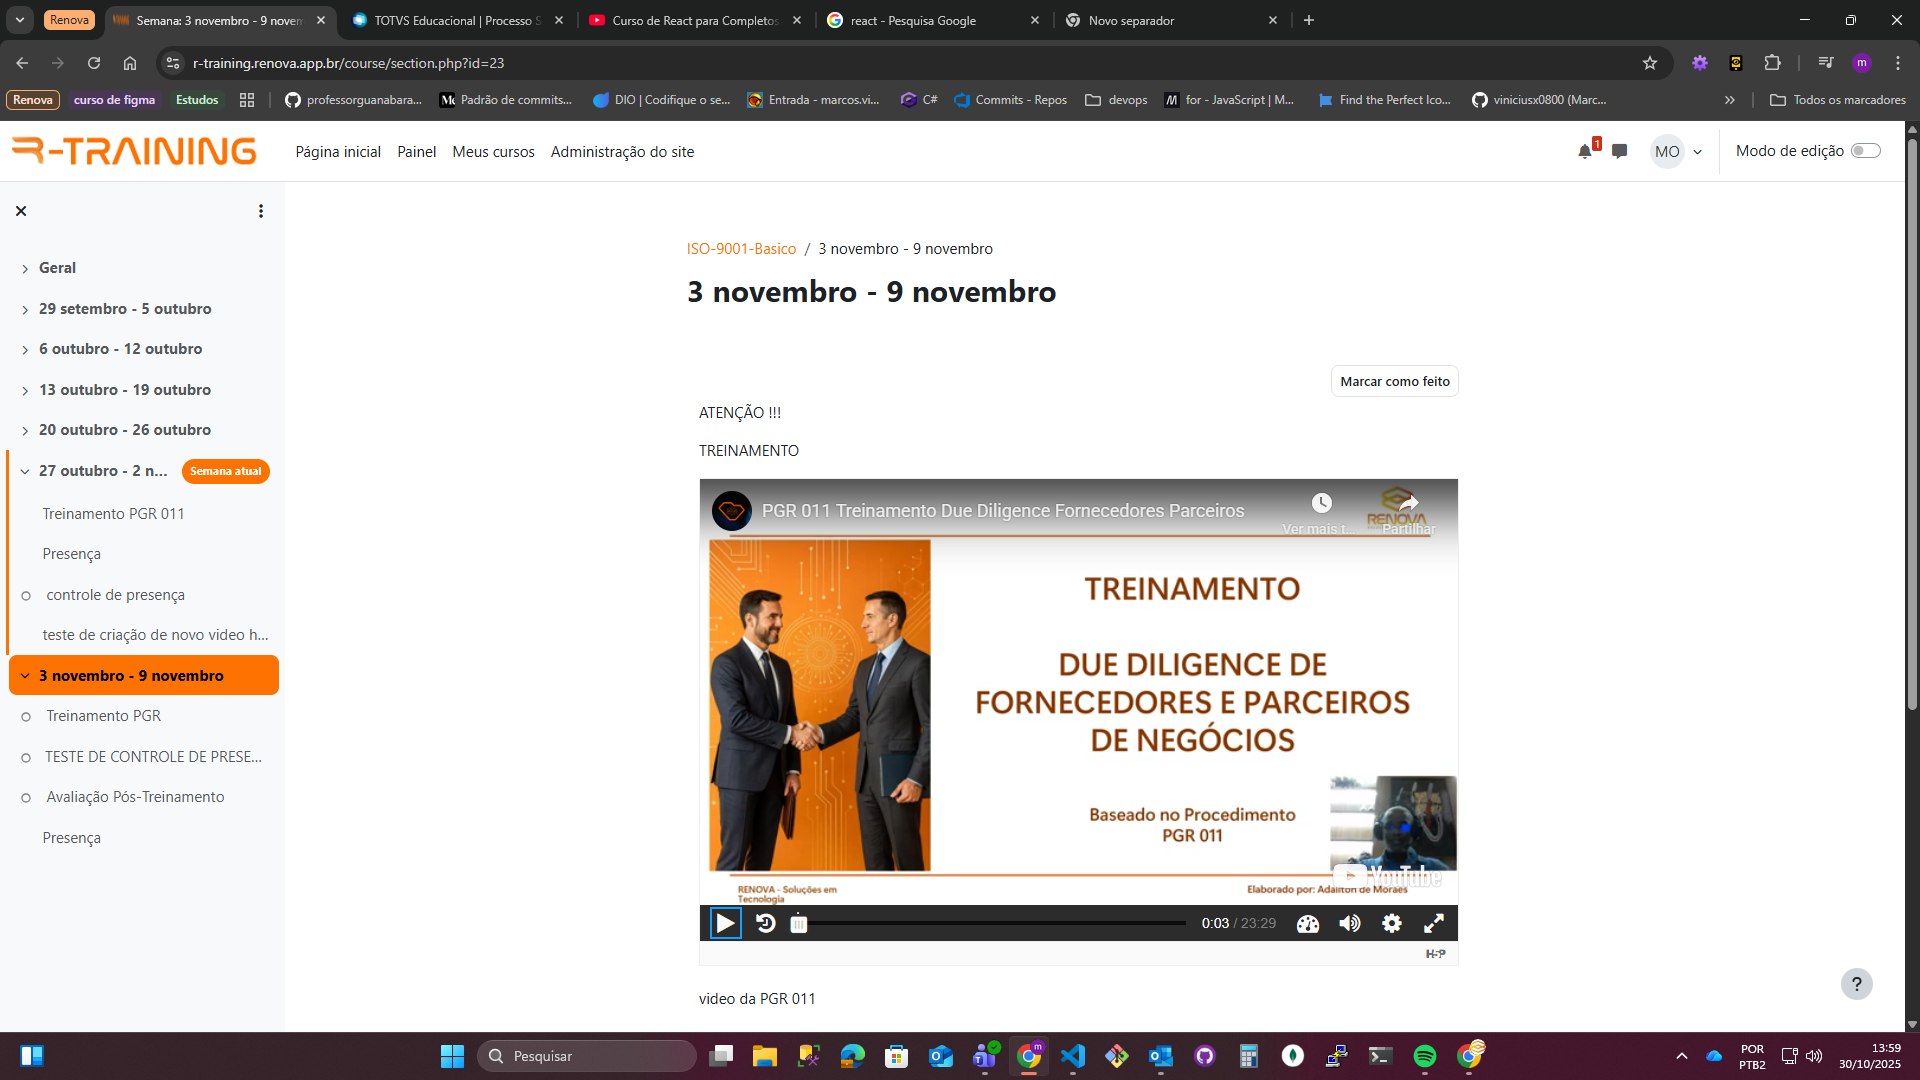 Renova
Semana: 3 novembro - 9 novem
TOTVS Educacional | Processo S
Curso de React para Completos
react - Pesquisa Google
Novo separador
r-training.renova.app.br/course/section.php?id=23
m
Renova
curso de figma
Estudos
professorguanabara...
Padrão de commits...
DIO | Codifique o se...
Entrada - marcos.vi...
C#
Commits - Repos
devops
for - JavaScript | M...
Find the Perfect Ico...
viniciusx0800 (Marc...
Todos os marcadores
R-TRAINING
Página inicial
Painel
Meus cursos
Administração do site
1
MO
Modo de edição
Geral
29 setembro - 5 outubro
6 outubro - 12 outubro
13 outubro - 19 outubro
20 outubro - 26 outubro
27 outubro - 2 n...
Semana atual
Treinamento PGR 011
Presença
controle de presença
teste de criação de novo video h...
3 novembro - 9 novembro
Treinamento PGR
TESTE DE CONTROLE DE PRESE...
Avaliação Pós-Treinamento
Presença
ISO-9001-Basico / 3 novembro - 9 novembro
3 novembro - 9 novembro
Marcar como feito
ATENÇÃO !!!
TREINAMENTO
PGR 011 Treinamento Due Diligence Fornecedores Parceiros
Ver mais t...
Partilhar
RENOVA
TREINAMENTO
DUE DILIGENCE DE
FORNECEDORES E PARCEIROS
DE NEGÓCIOS
Baseado no Procedimento
PGR 011
YouTube
RENOVA - Soluções em
Tecnologia
Elaborado por: Adailton de Moraes
0:03 / 23:29
H5P
video da PGR 011
?
Pesquisar
POR
PTB2
13:59
30/10/2025